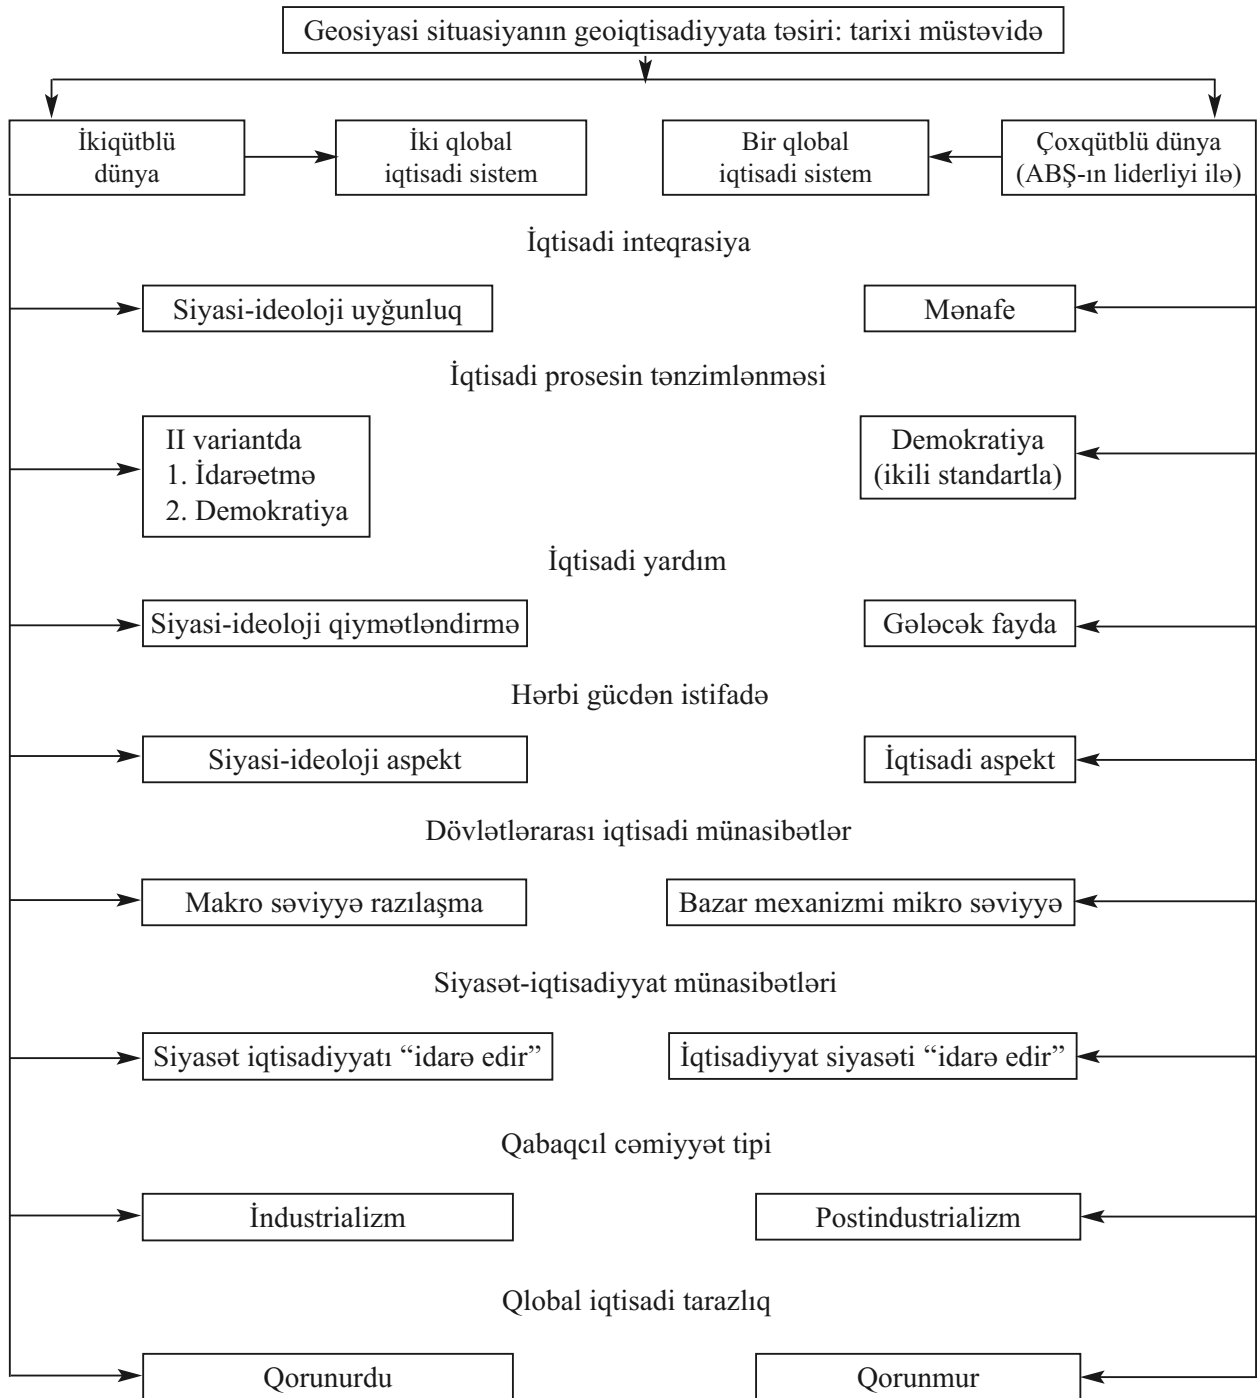 Geosiyasi situasiyanın geoiqtisadiyyata təsiri: tarixi müstəvidə
İkiqütblü
dünya
İki qlobal
iqtisadi sistem
Bir qlobal
iqtisadi sistem
Çoxqütblü dünya
(ABŞ-ın liderliyi ilə)
İqtisadi inteqrasiya
Siyasi-ideoloji uyğunluq
Mənafe
İqtisadi prosesin tənzimlənməsi
II variantda
1. İdarəetmə
2. Demokratiya
Demokratiya
(ikili standartla)
İqtisadi yardım
Siyasi-ideoloji qiymətləndirmə
Gələcək fayda
Hərbi gücdən istifadə
Siyasi-ideoloji aspekt
İqtisadi aspekt
Dövlətlərarası iqtisadi münasibətlər
Makro səviyyə razılaşma
Bazar mexanizmi mikro səviyyə
Siyasət-iqtisadiyyat münasibətləri
Siyasət iqtisadiyyatı “idarə edir”
İqtisadiyyat siyasəti “idarə edir”
Qabaqcıl cəmiyyət tipi
İndustrializm
Postindustrializm
Qlobal iqtisadi tarazlıq
Qorunurdu
Qorunmur